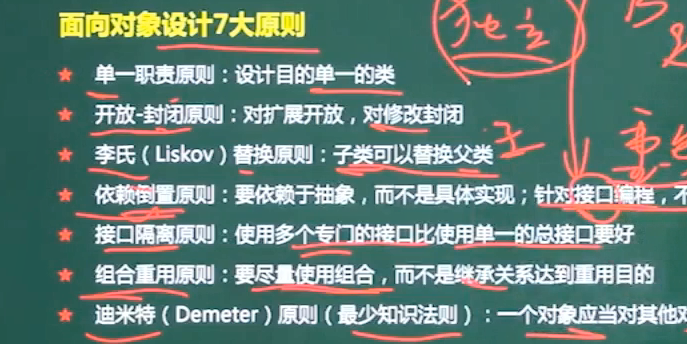 面向对象设计7大原则
独立
★ 单一职责原则：设计目的单一的类
★ 开放-封闭原则：对扩展开放，对修改封闭
★ 李氏（Liskov）替换原则：子类可以替换父类
★ 依赖倒置原则：要依赖于抽象，而不是具体实现；针对接口编程，不
★ 接口隔离原则：使用多个专门的接口比使用单一的总接口要好
★ 组合重用原则：要尽量使用组合，而不是继承关系达到重用目的
★ 迪米特（Demeter）原则（最少知识法则）：一个对象应当对其他对